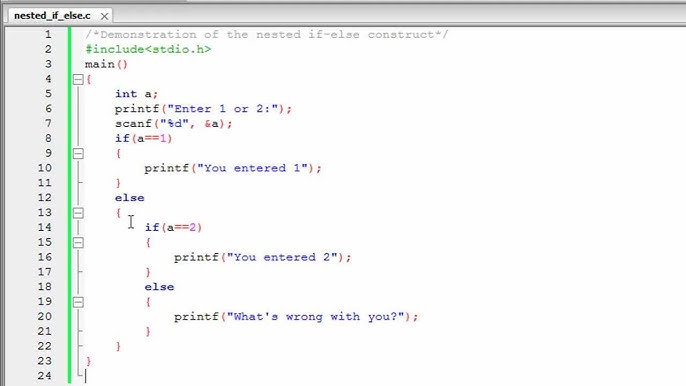 nested_if_else.c
1 /*Demonstration of the nested if-else construct*/
2 #include<stdio.h>
3 main()
4 {
5 int a;
6 printf("Enter 1 or 2:");
7 scanf("%d", &a);
8 if(a==1)
9 {
10 printf("You entered 1");
11 }
12 else
13 {
14 if(a==2)
15 {
16 printf("You entered 2");
17 }
18 else
19 {
20 printf("What's wrong with you?");
21 }
22 }
23 }
24